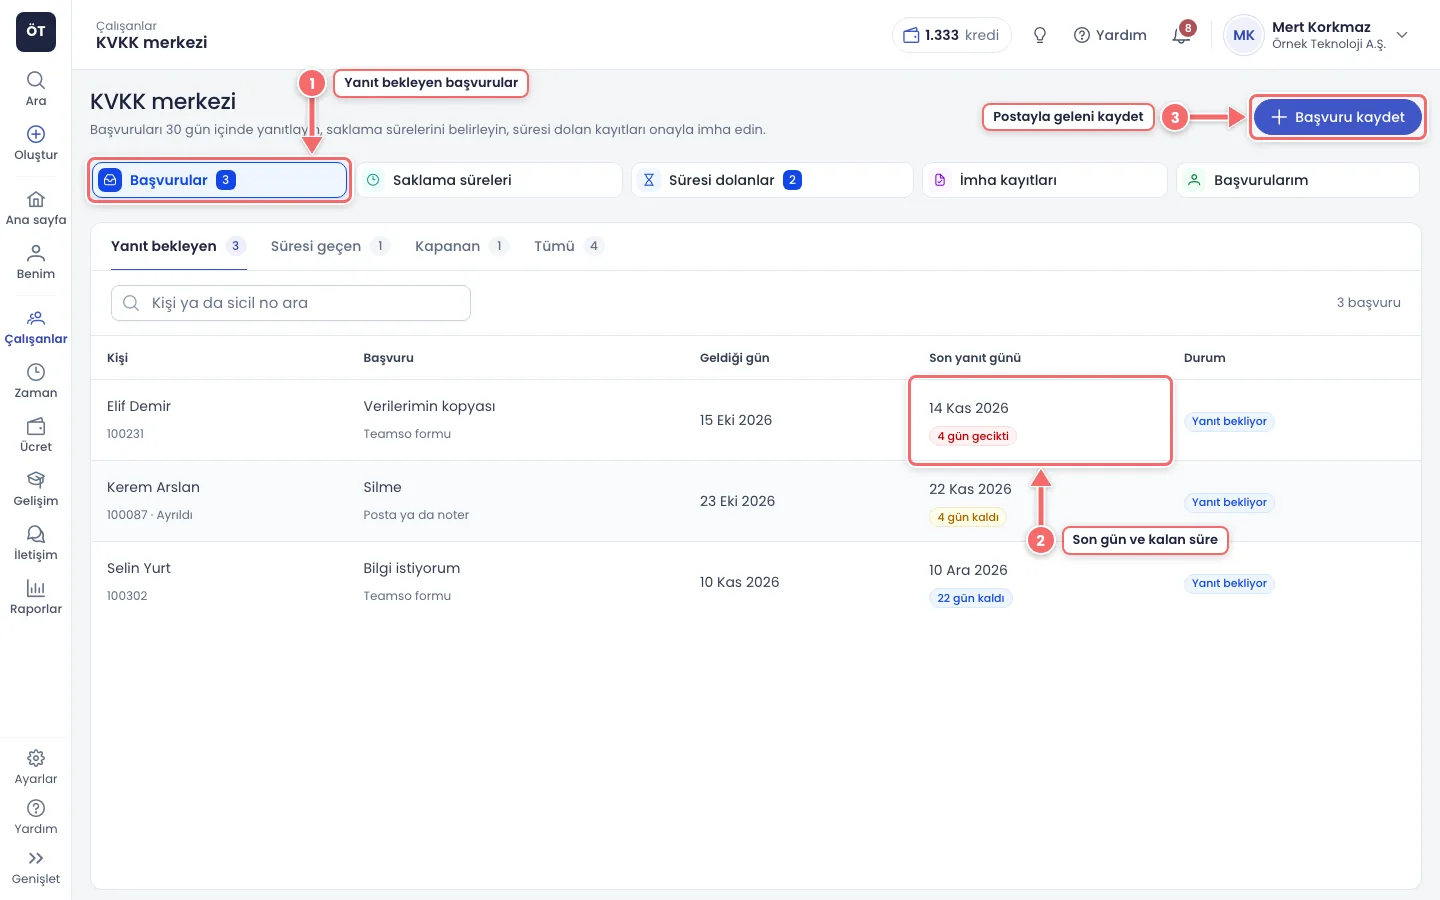 ÖT
Ara
Oluştur
Ana sayfa
Benim
Çalışanlar
Zaman
Ücret
Gelişim
İletişim
Raporlar
Ayarlar
Yardım
Genişlet
Çalışanlar
KVKK merkezi
1.333 kredi
Yardım
8
MK
Mert Korkmaz
Örnek Teknoloji A.Ş.
KVKK merkezi
Başvuruları 30 gün içinde yanıtlayın, saklama sürelerini belirleyin, süresi dolan kayıtları onayla imha edin.
1
Yanıt bekleyen başvurular
Postayla geleni kaydet
3
Başvuru kaydet
Başvurular 3
Saklama süreleri
Süresi dolanlar 2
İmha kayıtları
Başvurularım
Yanıt bekleyen 3
Süresi geçen 1
Kapanan 1
Tümü 4
Kişi ya da sicil no ara
3 başvuru
Kişi
Başvuru
Geldiği gün
Son yanıt günü
Durum
Elif Demir
100231
Verilerimin kopyası
Teamso formu
15 Eki 2026
14 Kas 2026
4 gün gecikti
Yanıt bekliyor
Kerem Arslan
100087 · Ayrıldı
Silme
Posta ya da noter
23 Eki 2026
22 Kas 2026
4 gün kaldı
Yanıt bekliyor
2
Son gün ve kalan süre
Selin Yurt
100302
Bilgi istiyorum
Teamso formu
10 Kas 2026
10 Ara 2026
22 gün kaldı
Yanıt bekliyor